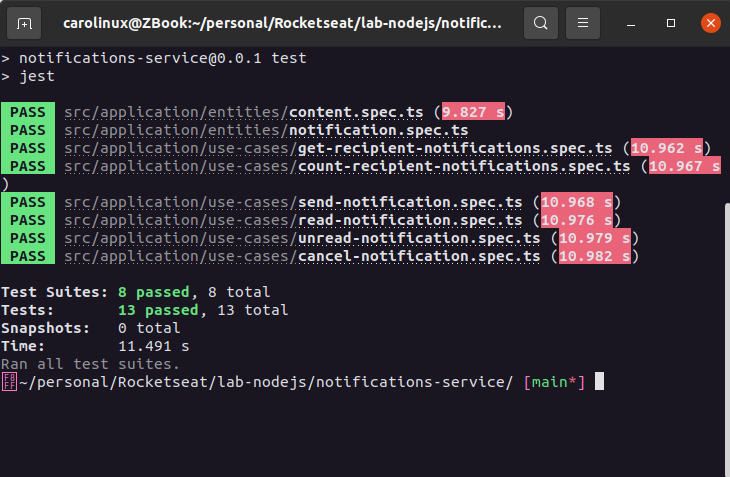 carolinux@ZBook:~/personal/Rocketseat/lab-nodejs/notific...
> notifications-service@0.0.1 test
> jest
PASS src/application/entities/content.spec.ts (9.827 s)
PASS src/application/entities/notification.spec.ts
PASS src/application/use-cases/get-recipient-notifications.spec.ts (10.962 s)
PASS src/application/use-cases/count-recipient-notifications.spec.ts (10.967 s
)
PASS src/application/use-cases/send-notification.spec.ts (10.968 s)
PASS src/application/use-cases/read-notification.spec.ts (10.976 s)
PASS src/application/use-cases/unread-notification.spec.ts (10.979 s)
PASS src/application/use-cases/cancel-notification.spec.ts (10.982 s)
Test Suites: 8 passed, 8 total
Tests: 13 passed, 13 total
Snapshots: 0 total
Time: 11.491 s
Ran all test suites.
~/personal/Rocketseat/lab-nodejs/notifications-service/ [main*]